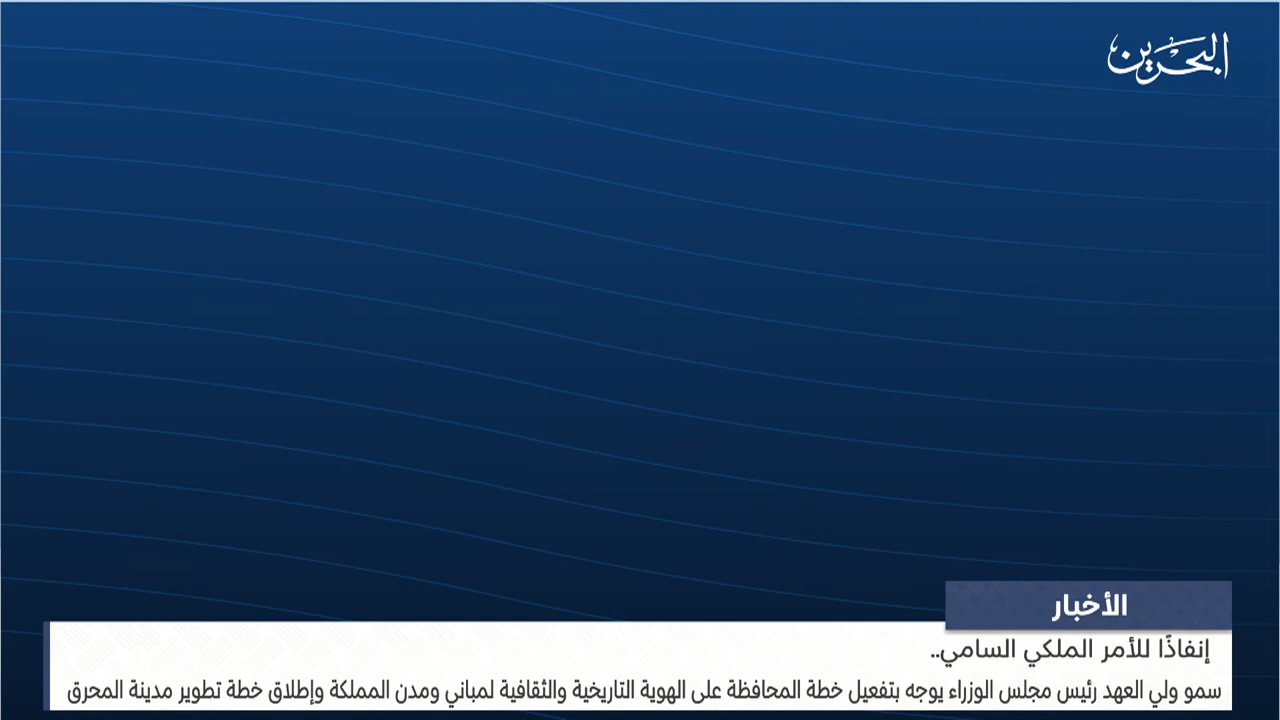 البحرين
الأخبار
إنفاذًا للأمر الملكي السامي..
سمو ولي العهد رئيس مجلس الوزراء يوجه بتفعيل خطة المحافظة على الهوية التاريخية والثقافية لمباني ومدن المملكة وإطلاق خطة تطوير مدينة المحرق